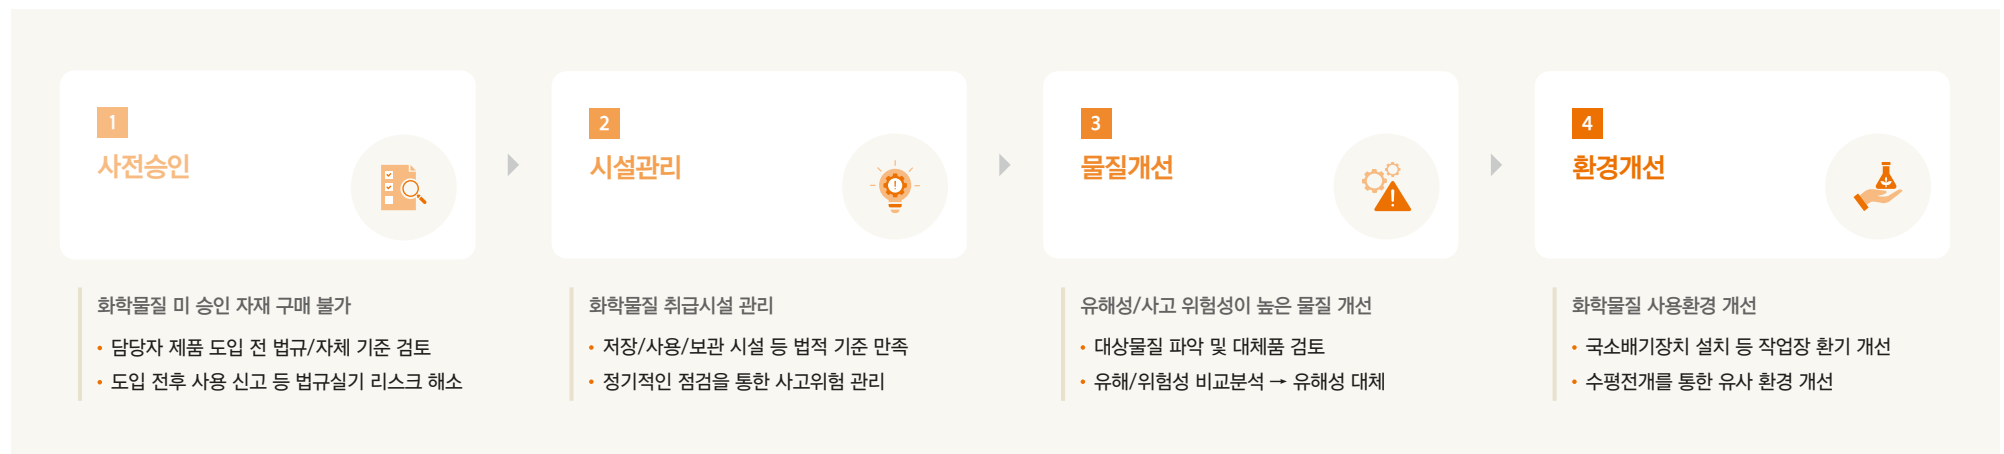 1
사전승인
화학물질 미 승인 자재 구매 불가
• 담당자 제품 도입 전 법규/자체 기준 검토
• 도입 전후 사용 신고 등 법규실기 리스크 해소
2
시설관리
화학물질 취급시설 관리
• 저장/사용/보관 시설 등 법적 기준 만족
• 정기적인 점검을 통한 사고위험 관리
3
물질개선
유해성/사고 위험성이 높은 물질 개선
• 대상물질 파악 및 대체품 검토
• 유해/위험성 비교분석 → 유해성 대체
4
환경개선
화학물질 사용환경 개선
• 국소배기장치 설치 등 작업장 환기 개선
• 수평전개를 통한 유사 환경 개선